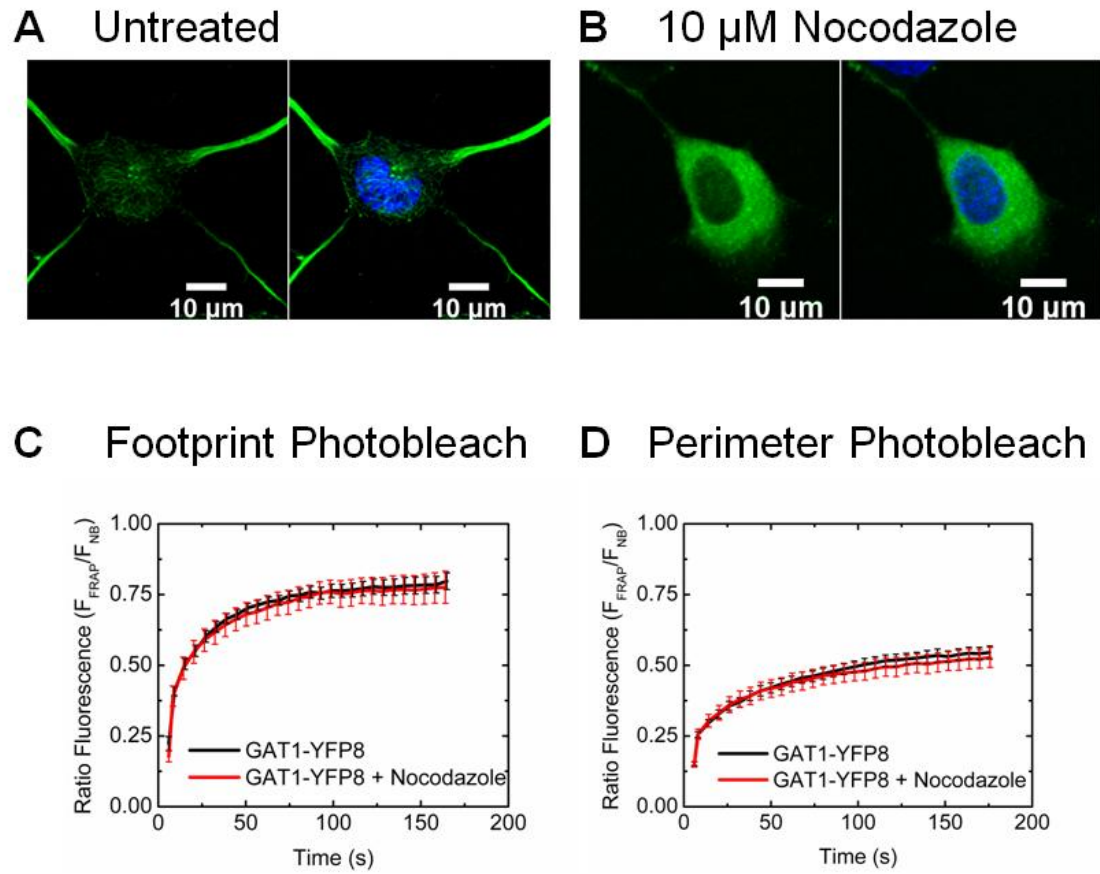 A Untreated
B 10 µM Nocodazole
10 µm
10 µm
10 µm
10 µm
C Footprint Photobleach
D Perimeter Photobleach
Ratio Fluorescence (F_FRAP/F_NB)
1.00
0.75
0.50
0.25
0.00
GAT1-YFP8
GAT1-YFP8 + Nocodazole
0 50 100 150 200
Time (s)
Ratio Fluorescence (F_FRAP/F_NB)
1.00
0.75
0.50
0.25
0.00
GAT1-YFP8
GAT1-YFP8 + Nocodazole
0 50 100 150 200
Time (s)